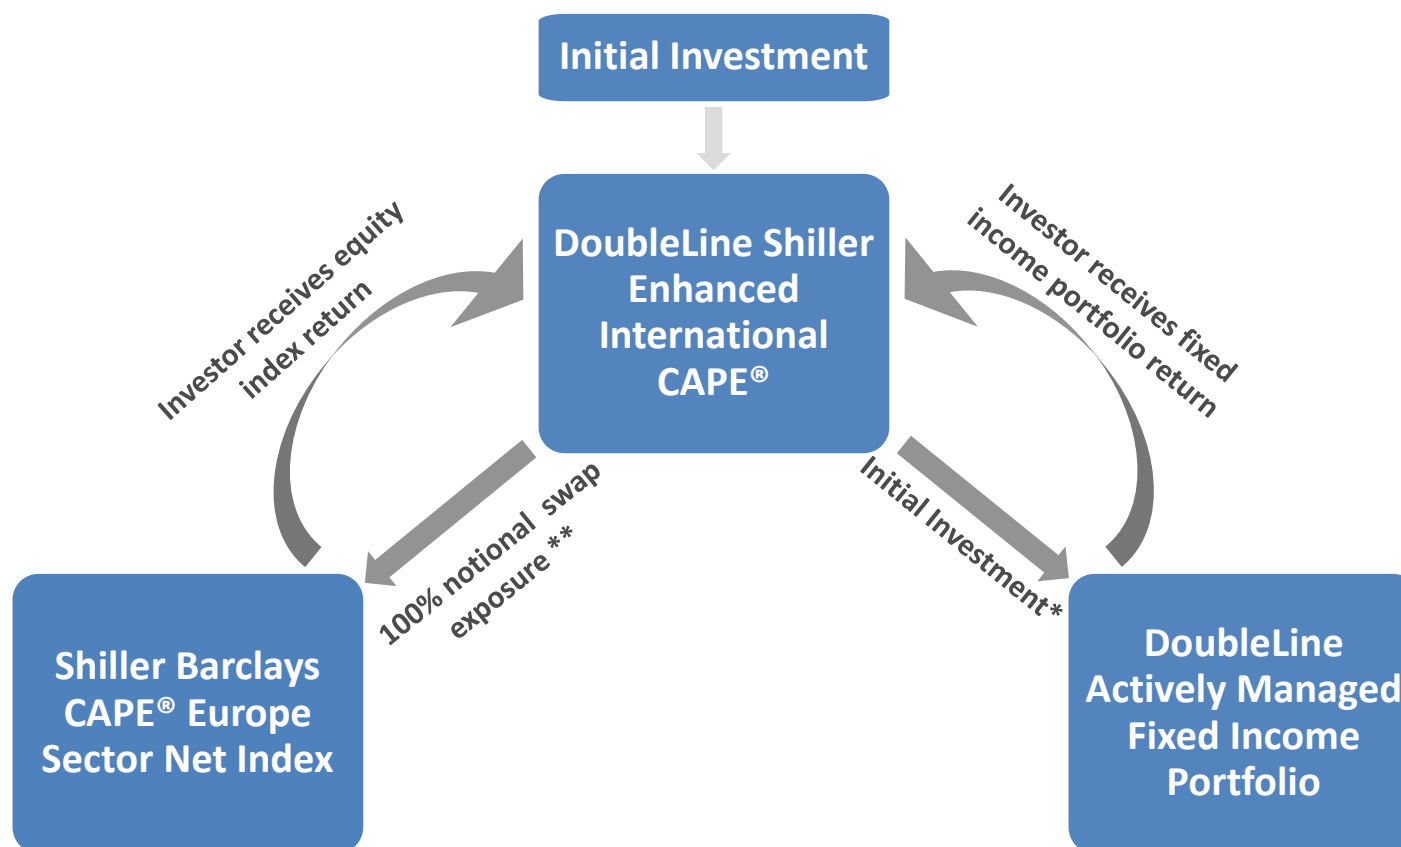 Initial Investment
DoubleLine Shiller
Enhanced
International
CAPE®
Investor receives equity
index return
Investor receives fixed
income portfolio return
100% notional swap
exposure **
Initial Investment*
Shiller Barclays
CAPE® Europe
Sector Net Index
DoubleLine
Actively Managed
Fixed Income
Portfolio